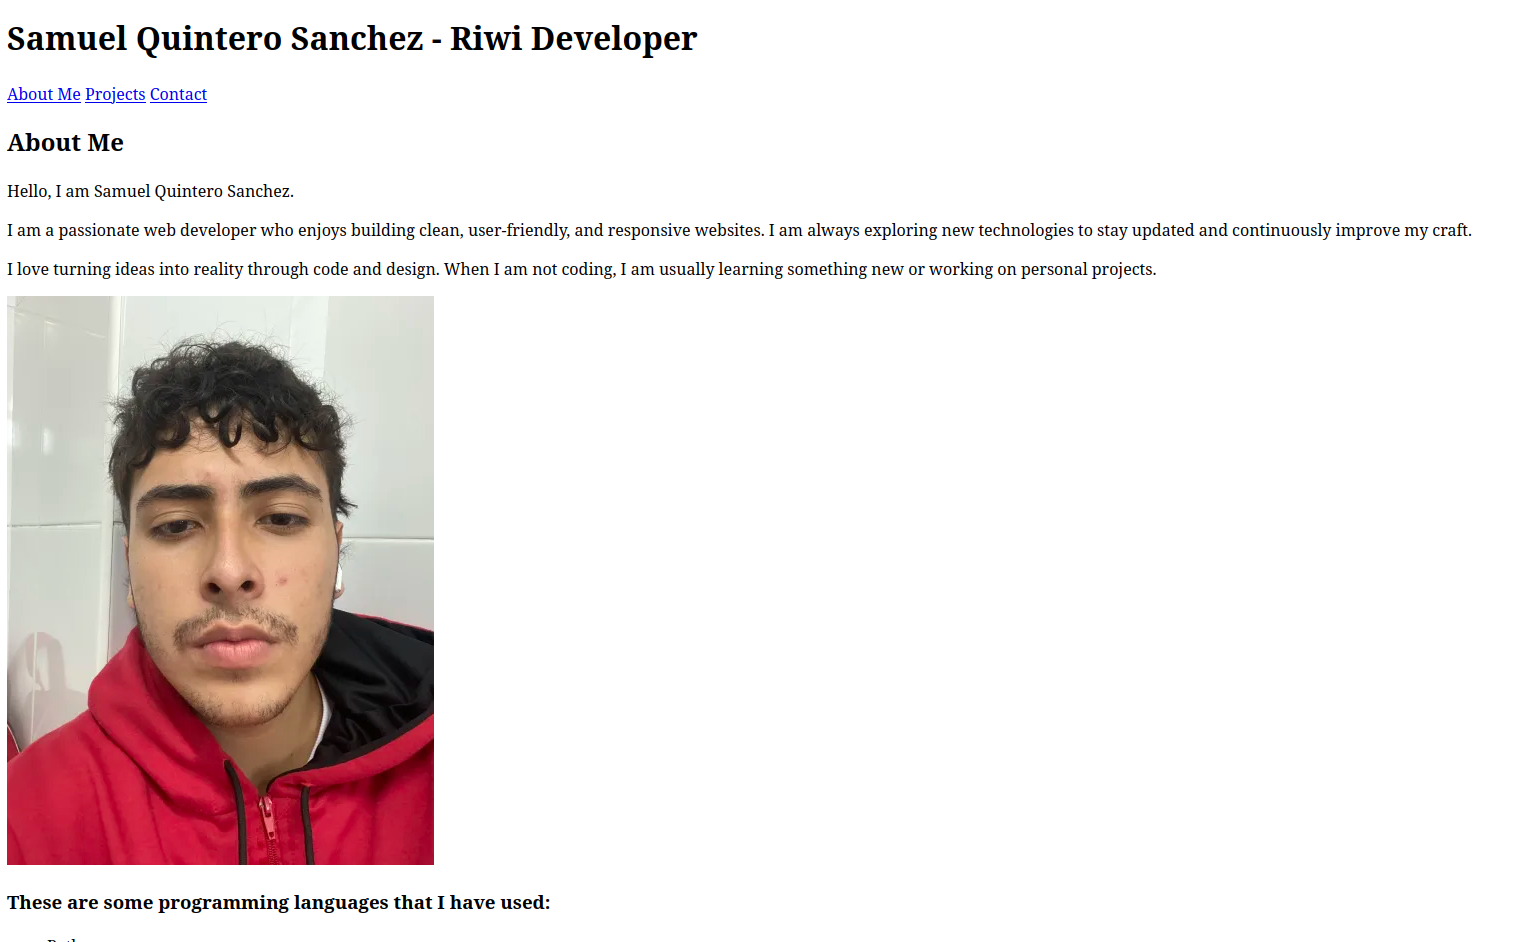 Samuel Quintero Sanchez - Riwi Developer
About Me Projects Contact
About Me
Hello, I am Samuel Quintero Sanchez.
I am a passionate web developer who enjoys building clean, user-friendly, and responsive websites. I am always exploring new technologies to stay updated and continuously improve my craft.
I love turning ideas into reality through code and design. When I am not coding, I am usually learning something new or working on personal projects.
These are some programming languages that I have used: